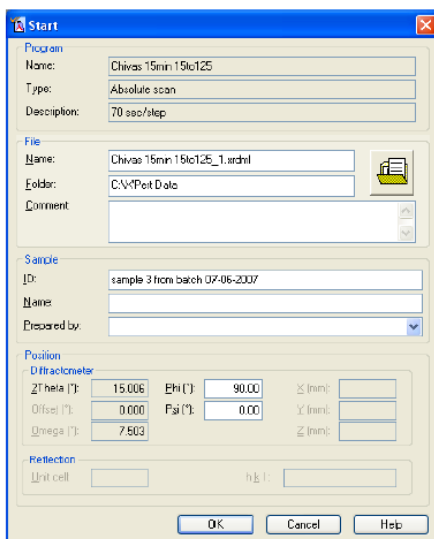 Start
Program
Name: Chivas 15min 15to125
Type: Absolute scan
Description: 70 sec/step
File
Name: Chivas 15min 15to125_1.xrdml
Folder: C:\X'Pert Data
Comment
Sample
ID: sample 3 from batch 07-06-2007
Name:
Prepared by:
Position
Diffractometer
2Theta (°): 15.006 Phi (°): 90.00 X (mm):
Offset (°): 0.000 Psi (°): 0.00 Y (mm):
Omega (°): 7.503 Z (mm):
Reflection
Unit cell h k l:
OK Cancel Help